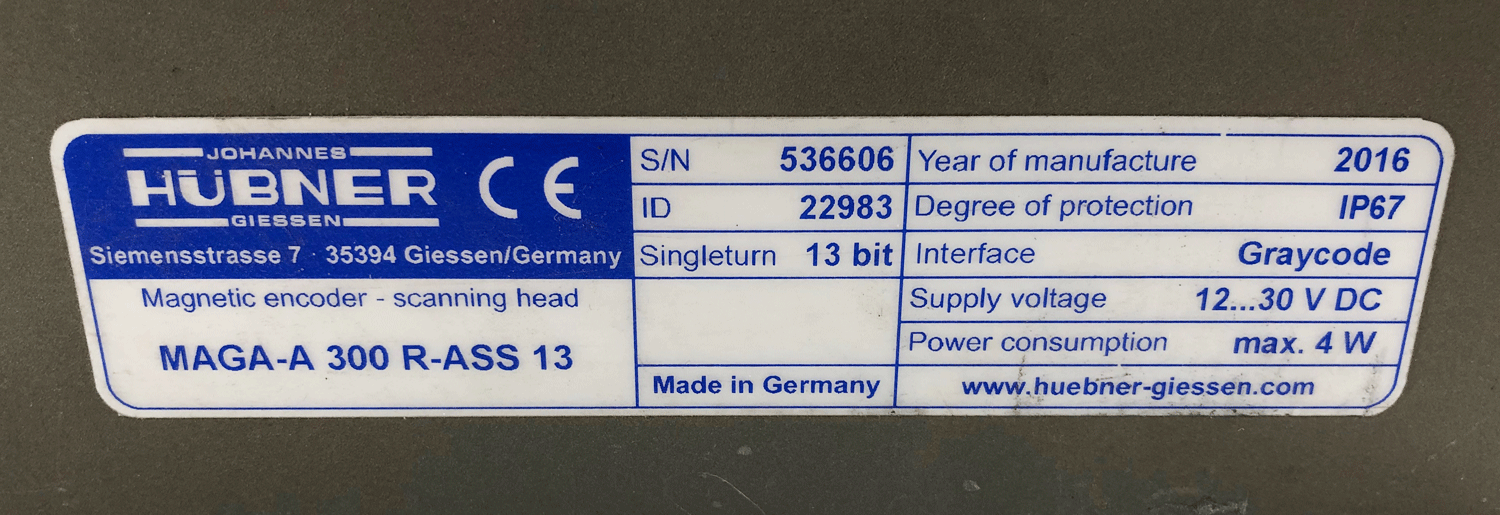 JOHANNES
HÜBNER
GIESSEN
CE
Siemensstrasse 7 · 35394 Giessen/Germany
Magnetic encoder - scanning head
MAGA-A 300 R-ASS 13
S/N 536606
ID 22983
Singleturn 13 bit
Made in Germany
Year of manufacture 2016
Degree of protection IP67
Interface Graycode
Supply voltage 12...30 V DC
Power consumption max. 4 W
www.huebner-giessen.com